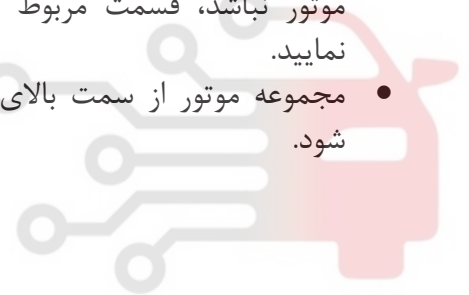 موتور نباشد، قسمت مربوط
نمایید.
● مجموعه موتور از سمت بالای
شود.